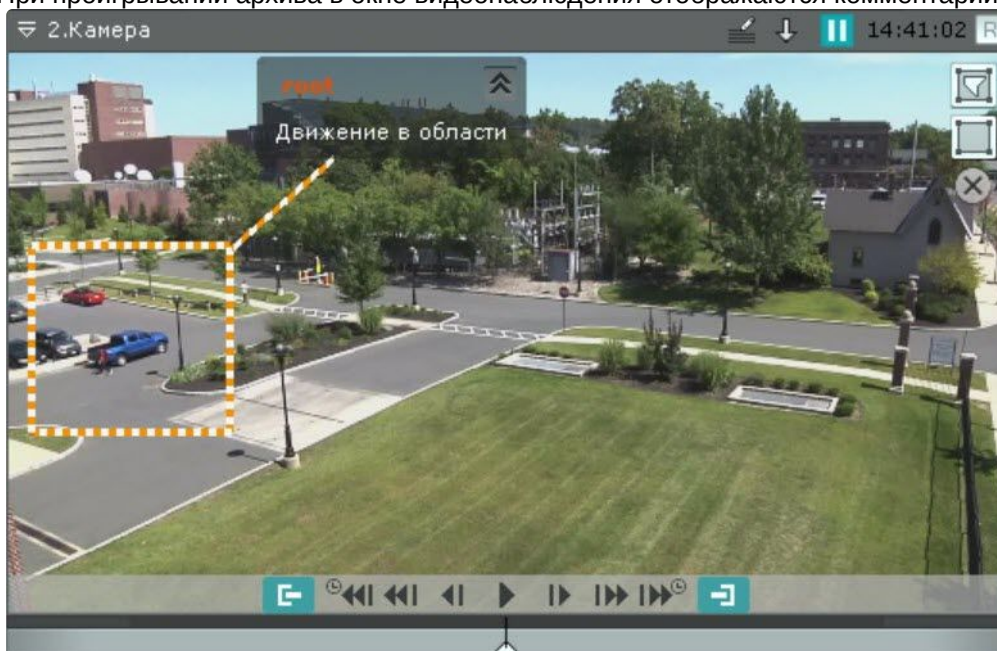 При проигрывании архива в окне видеонаблюдения отображаются комментарии
2.Камера
14:41:02
R
root
Движение в области